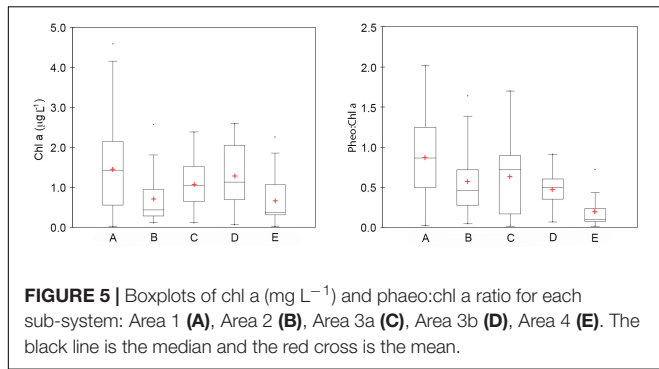 5.0
4.0
3.0
2.0
1.0
0.0
Chl a (µg L⁻¹)
A B C D E
2.5
2.0
1.5
1.0
0.5
0.0
Pheo:Chl a
A B C D E
FIGURE 5 | Boxplots of chl a (mg L⁻¹) and phaeo:chl a ratio for each
sub-system: Area 1 (A), Area 2 (B), Area 3a (C), Area 3b (D), Area 4 (E). The
black line is the median and the red cross is the mean.